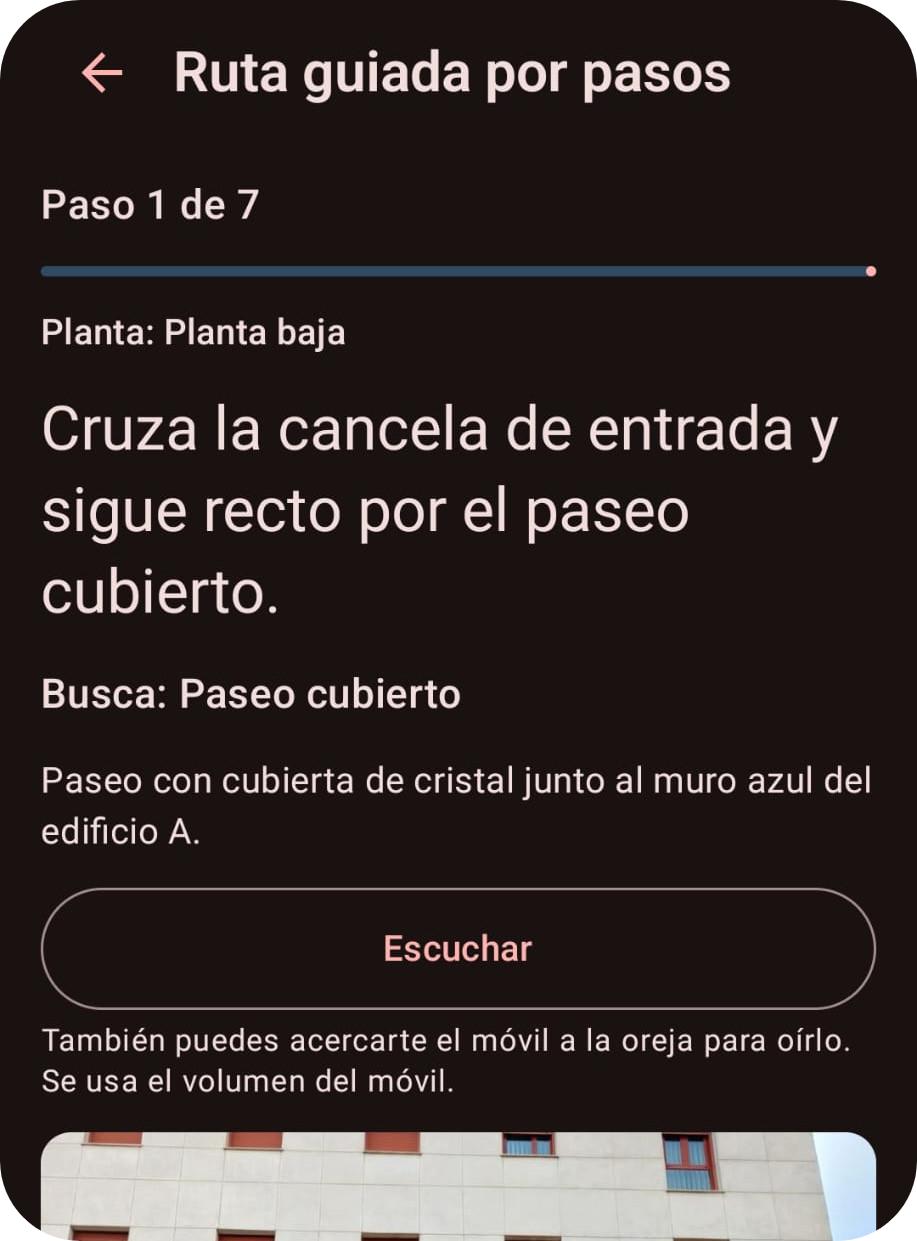 Ruta guiada por pasos
Paso 1 de 7
Planta: Planta baja
Cruza la cancela de entrada y
sigue recto por el paseo
cubierto.
Busca: Paseo cubierto
Paseo con cubierta de cristal junto al muro azul del
edificio A.
Escuchar
También puedes acercarte el móvil a la oreja para oírlo.
Se usa el volumen del móvil.